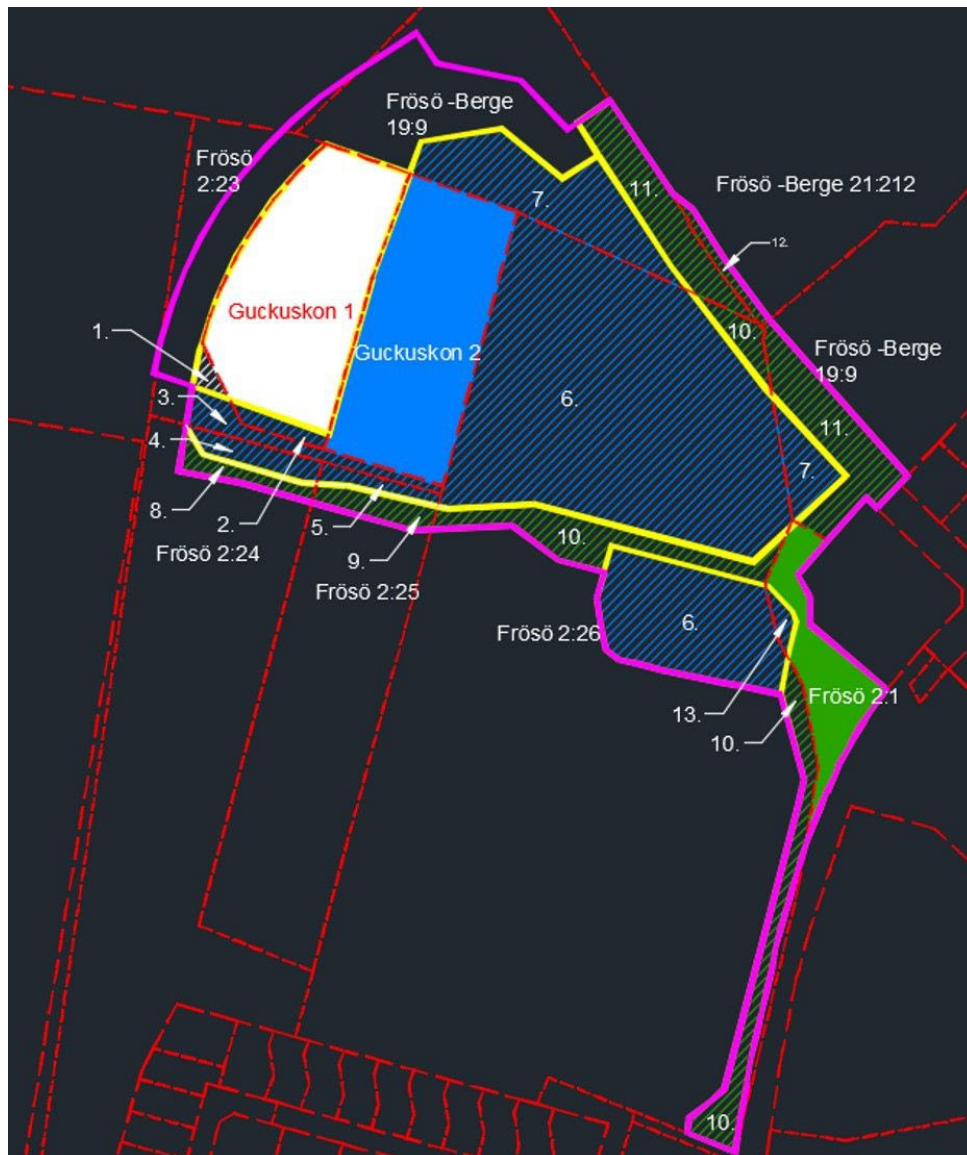 Frösö -Berge
19:9
Frösö
2:23
7.
11.
Frösö -Berge 21:212
12.
Guckuskon 1
1.
10.
Guckuskon 2
Frösö -Berge
19:9
3.
6.
11.
4.
7.
8.
2.
5.
10.
Frösö 2:24
9.
Frösö 2:25
Frösö 2:26
6.
Frösö 2:1
13.
10.
10.